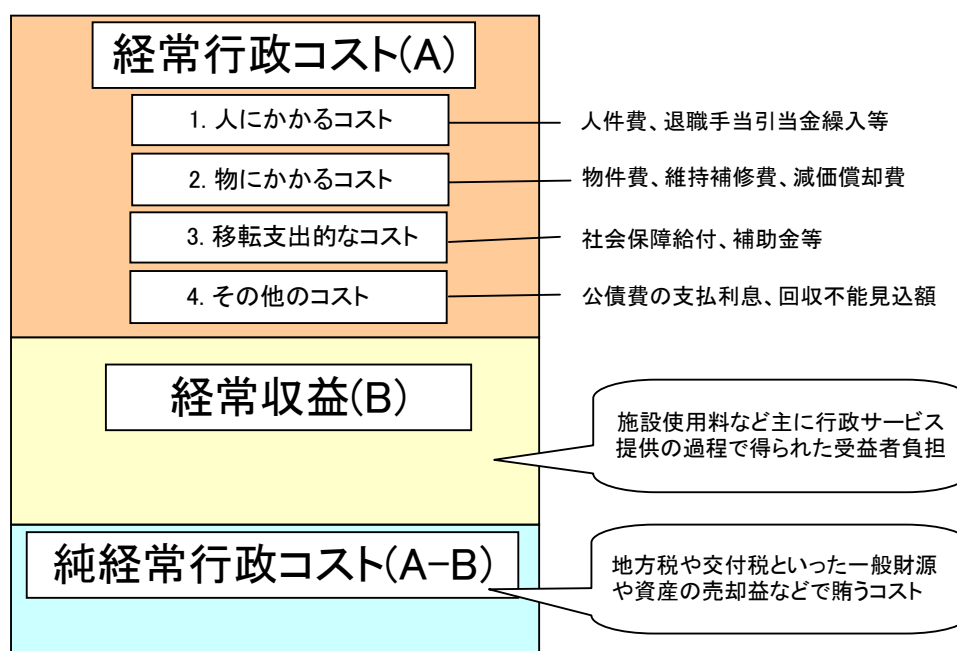 経常行政コスト(A)
1. 人にかかるコスト
人件費、退職手当引当金繰入等
2. 物にかかるコスト
物件費、維持補修費、減価償却費
3. 移転支出的なコスト
社会保障給付、補助金等
4. その他のコスト
公債費の支払利息、回収不能見込額
経常収益(B)
施設使用料など主に行政サービス
提供の過程で得られた受益者負担
純経常行政コスト(A-B)
地方税や交付税といった一般財源
や資産の売却益などで賄うコスト